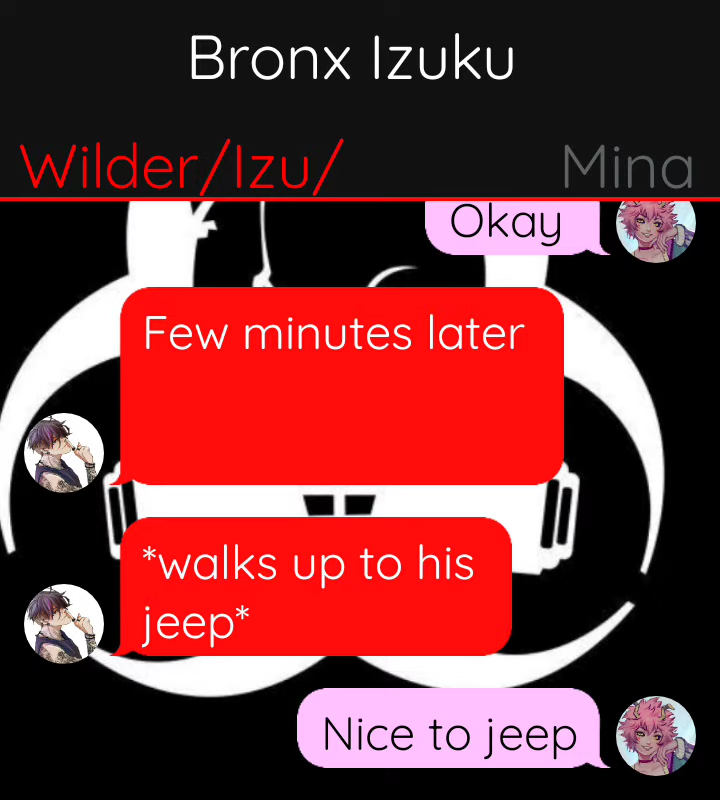 Bronx Izuku
Wilder/Izu/
Mina
Okay
Few minutes later
*walks up to his
jeep*
Nice to jeep